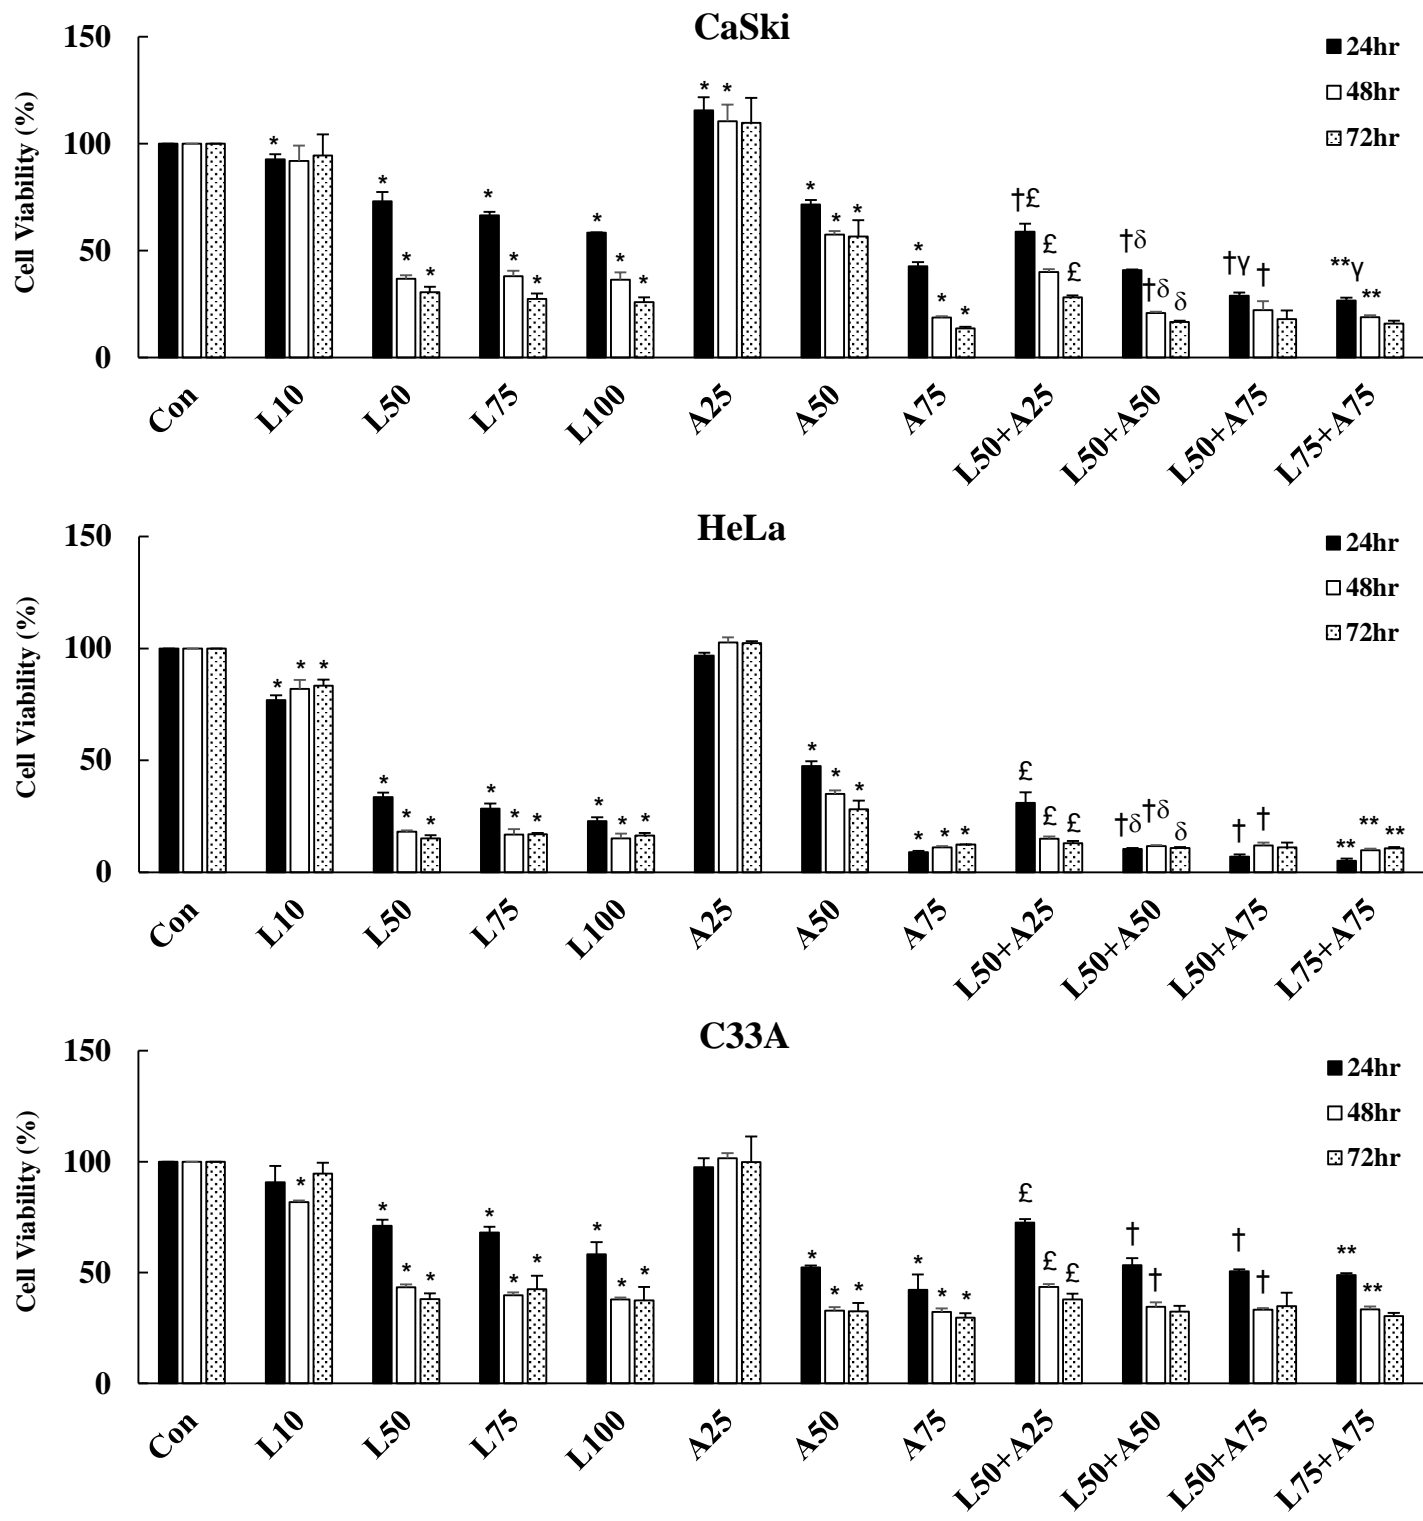 CaSki
150
100
50
0
Cell Viability (%)
24hr
48hr
72hr
* * * * * * * * * * * * * * * * * * †£ £ £ †δ †δ δ †γ † **γ **
Con L10 L50 L75 L100 A25 A50 A75 L50+A25 L50+A50 L50+A75 L75+A75
HeLa
150
100
50
0
Cell Viability (%)
24hr
48hr
72hr
* * * * * * * * * * * * * * * * * * £ £ £ †δ †δ δ † † ** ** **
Con L10 L50 L75 L100 A25 A50 A75 L50+A25 L50+A50 L50+A75 L75+A75
C33A
150
100
50
0
Cell Viability (%)
24hr
48hr
72hr
* * * * * * * * * * * * * * * * £ £ £ † † † † ** **
Con L10 L50 L75 L100 A25 A50 A75 L50+A25 L50+A50 L50+A75 L75+A75